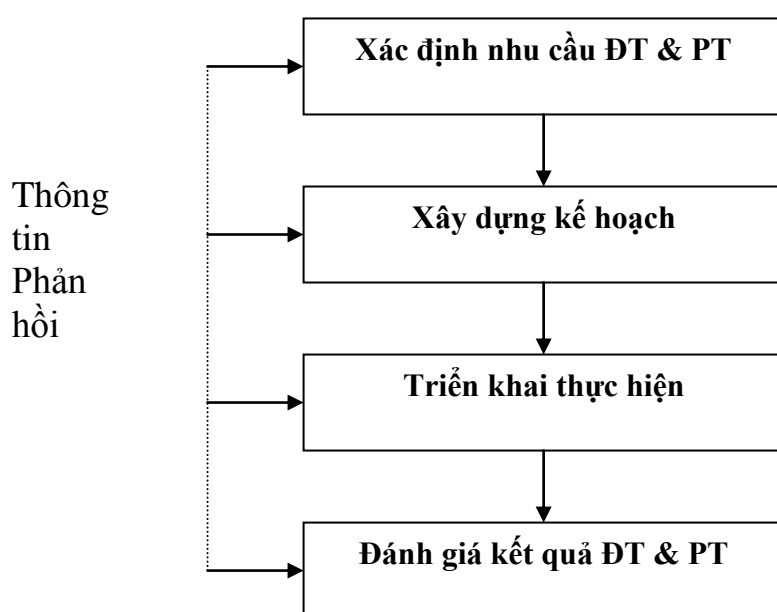 Xác định nhu cầu ĐT & PT
Thông
tin
Phản
hồi
Xây dựng kế hoạch
Triển khai thực hiện
Đánh giá kết quả ĐT & PT